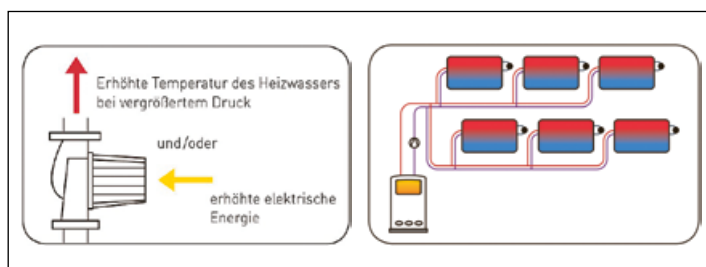 Erhöhte Temperatur des Heizwassers
bei vergrößertem Druck
und/oder
erhöhte elektrische
Energie